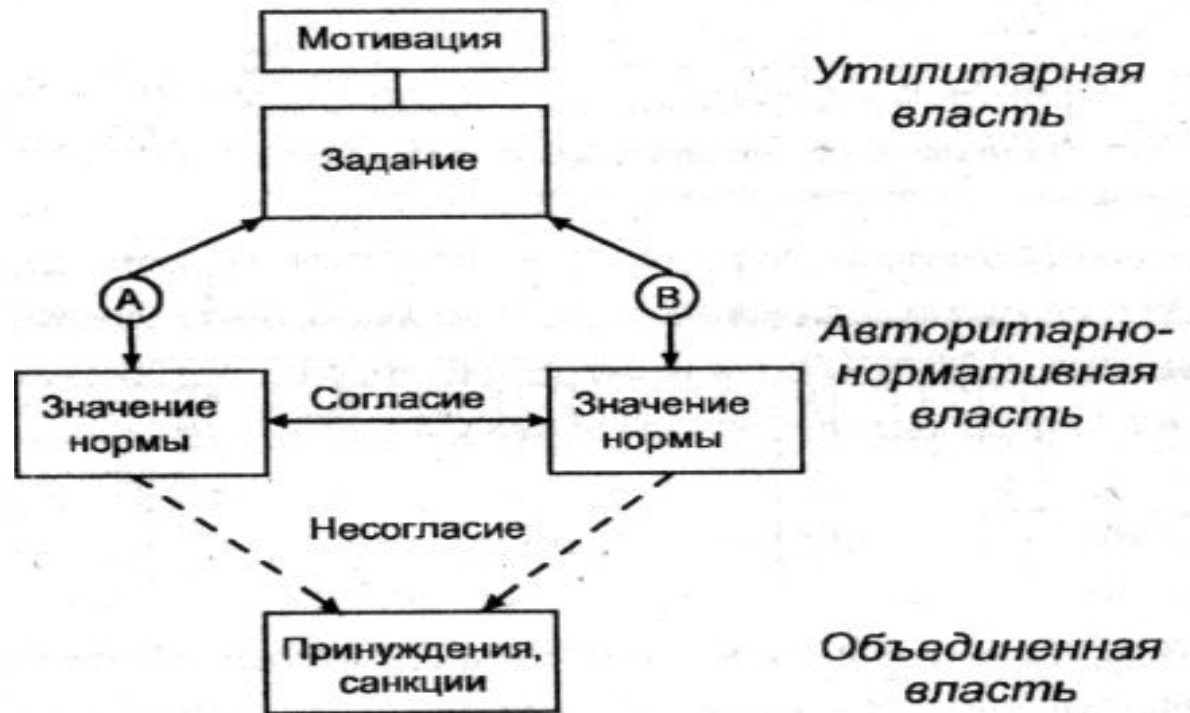 Мотивация
Утилитарная
власть
Задание
А
В
Авторитарно-
нормативная
власть
Значение
нормы
Согласие
Значение
нормы
Несогласие
Принуждения,
санкции
Объединенная
власть